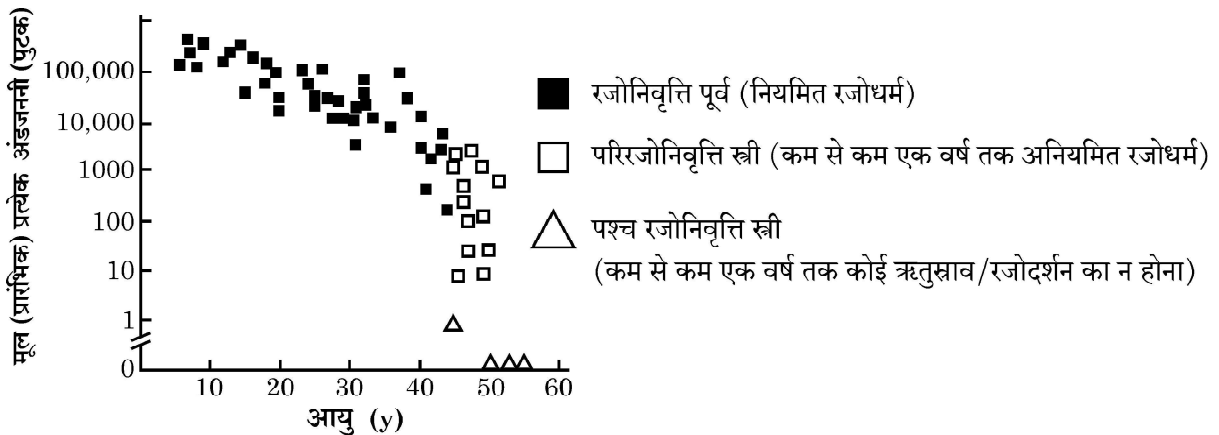 मूल (प्रारंभिक) प्रत्येक अंडजननी (पुटक)
100,000
10,000
1000
100
10
1
0
10 20 30 40 50 60
आयु (y)
रजोनिवृत्ति पूर्व (नियमित रजोधर्म)
परिरजोनिवृत्ति स्त्री (कम से कम एक वर्ष तक अनियमित रजोधर्म)
पश्च रजोनिवृत्ति स्त्री
(कम से कम एक वर्ष तक कोई ऋतुस्राव/रजोदर्शन का न होना)